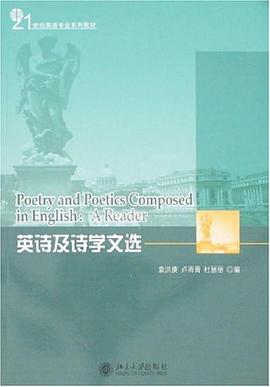 21世纪英语专业系列教材
Poetry and Poetics Composed
in English: A Reader
英诗及诗学文选
袁洪庚 卢雨菁 杜丽丽 ◎编
北京大学出版社